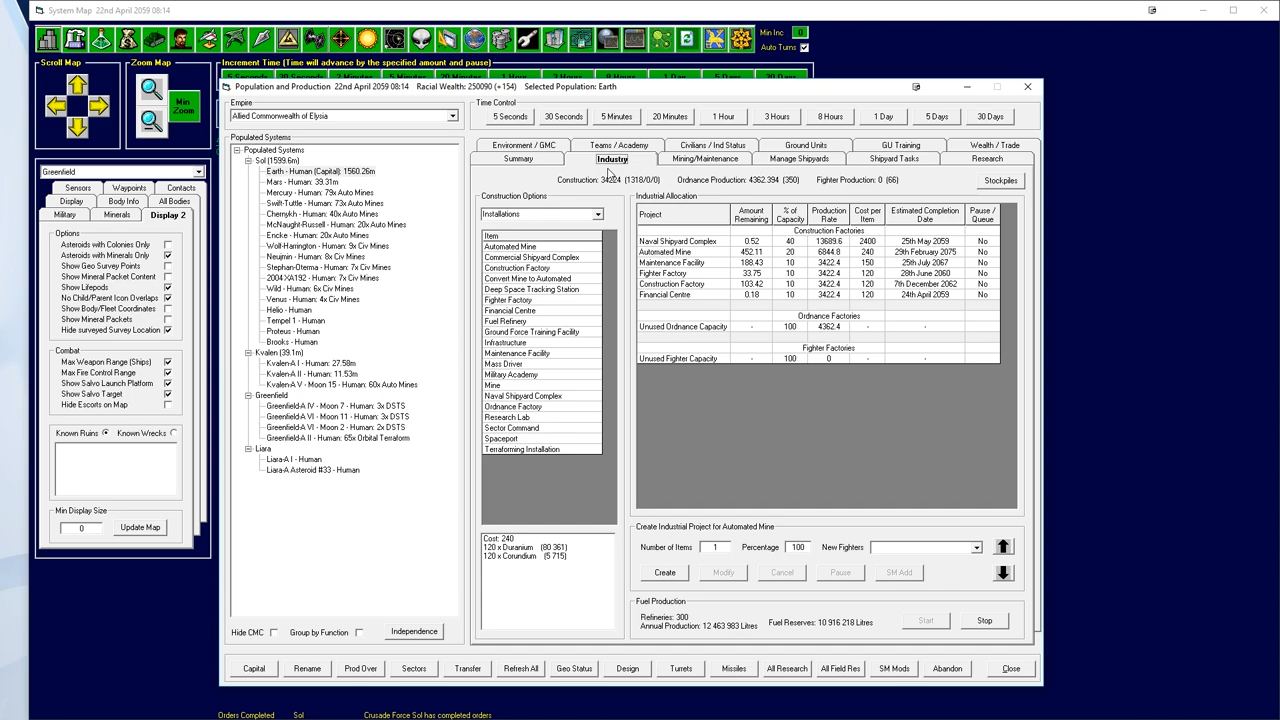 System Map  22nd April 2059 08:14
Min Inc 0
Auto Turns
Scroll Map
Zoom Map
Min Zoom
Increment Time (Time will advance by the specified amount and pause)
Population and Production  22nd April 2059 08:14  Racial Wealth: 250090 (+154)  Selected Population: Earth
Empire
Allied Commonwealth of Elysia
Time Control
5 Seconds 30 Seconds 5 Minutes 20 Minutes 1 Hour 3 Hours 8 Hours 1 Day 5 Days 30 Days
Greenfield
Sensors Waypoints Contacts
Display Body Info All Bodies
Military Minerals Display 2
Options
Asteroids with Colonies Only
Asteroids with Minerals Only
Show Geo Survey Points
Show Mineral Packet Content
Show Lifepods
No Child/Parent Icon Overlaps
Show Body/Fleet Coordinates
Show Mineral Packets
Hide surveyed Survey Location
Combat
Max Weapon Range (Ships)
Max Fire Control Range
Show Salvo Launch Platform
Show Salvo Target
Hide Escorts on Map
Known Ruins Known Wrecks
Min Display Size
0 Update Map
Populated Systems
Populated Systems
Sol (1599.6m)
Earth - Human (Capital): 1560.26m
Mars - Human: 39.31m
Mercury - Human: 79x Auto Mines
Swift-Tuttle - Human: 73x Auto Mines
Chernykh - Human: 40x Auto Mines
McNaught-Russell - Human: 20x Auto Mines
Encke - Human: 20x Auto Mines
Wolf-Harrington - Human: 9x Civ Mines
Neujmin - Human: 8x Civ Mines
Stephan-Oterma - Human: 7x Civ Mines
2004 XA192 - Human: 7x Civ Mines
Wild - Human: 6x Civ Mines
Venus - Human: 4x Civ Mines
Helio - Human
Tempel 1 - Human
Proteus - Human
Brooks - Human
Kvalen (39.1m)
Kvalen-A I - Human: 27.58m
Kvalen-A II - Human: 11.53m
Kvalen-A V - Moon 15 - Human: 60x Auto Mines
Greenfield
Greenfield-A IV - Moon 7 - Human: 3x DSTS
Greenfield-A VI - Moon 11 - Human: 3x DSTS
Greenfield-A VI - Moon 2 - Human: 2x DSTS
Greenfield-A II - Human: 65x Orbital Terraform
Liara
Liara-A I - Human
Liara-A Asteroid #33 - Human
Hide CMC Group by Function Independence
Environment / GMC Teams / Academy Civilians / Ind Status Ground Units GU Training Wealth / Trade
Summary Industry Mining/Maintenance Manage Shipyards Shipyard Tasks Research
Construction: 34224 (1318/0/0) Ordnance Production: 4362.394 (350) Fighter Production: 0 (66) Stockpiles
Construction Options
Installations
Item
Automated Mine
Commercial Shipyard Complex
Construction Factory
Convert Mine to Automated
Deep Space Tracking Station
Fighter Factory
Financial Centre
Fuel Refinery
Ground Force Training Facility
Infrastructure
Maintenance Facility
Mass Driver
Military Academy
Mine
Naval Shipyard Complex
Ordnance Factory
Research Lab
Sector Command
Spaceport
Terraforming Installation
Cost: 240
120 x Duranium (80 361)
120 x Corundium (5 715)
Industrial Allocation
Project Amount Remaining % of Capacity Production Rate Cost per Item Estimated Completion Date Pause / Queue
Construction Factories
Naval Shipyard Complex 0.52 40 13689.6 2400 25th May 2059 No
Automated Mine 452.11 20 6844.8 240 29th February 2075 No
Maintenance Facility 188.43 10 3422.4 150 25th July 2067 No
Fighter Factory 33.75 10 3422.4 120 28th June 2060 No
Construction Factory 103.42 10 3422.4 120 7th December 2062 No
Financial Centre 0.18 10 3422.4 120 24th April 2059 No
Ordnance Factories
Unused Ordnance Capacity - 100 4362.4 - -
Fighter Factories
Unused Fighter Capacity - 100 0 - -
Create Industrial Project for Automated Mine
Number of Items 1 Percentage 100 New Fighters
Create Modify Cancel Pause SM Add
Fuel Production
Refineries: 300
Annual Production: 12 463 983 Litres Fuel Reserves: 10 916 218 Litres Start Stop
Capital Rename Prod Over Sectors Transfer Refresh All Geo Status Design Turrets Missiles All Research All Field Res SM Mods Abandon Close
Orders Completed Sol Crusade Force Sol has completed orders